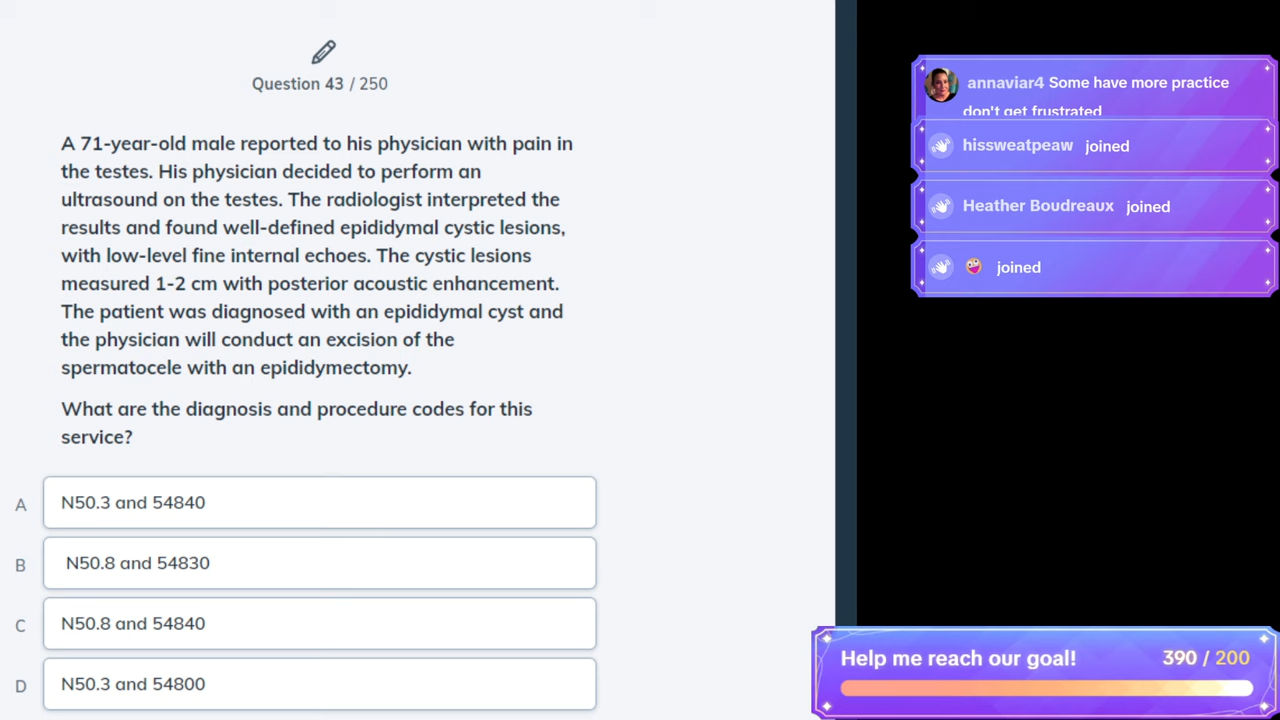 Question 43 / 250
A 71-year-old male reported to his physician with pain in
the testes. His physician decided to perform an
ultrasound on the testes. The radiologist interpreted the
results and found well-defined epididymal cystic lesions,
with low-level fine internal echoes. The cystic lesions
measured 1-2 cm with posterior acoustic enhancement.
The patient was diagnosed with an epididymal cyst and
the physician will conduct an excision of the
spermatocele with an epididymectomy.
What are the diagnosis and procedure codes for this
service?
A N50.3 and 54840
B N50.8 and 54830
C N50.8 and 54840
D N50.3 and 54800
annaviar4 Some have more practice
don't get frustrated
hissweatpeaw joined
Heather Boudreaux joined
🤪 joined
Help me reach our goal! 390 / 200